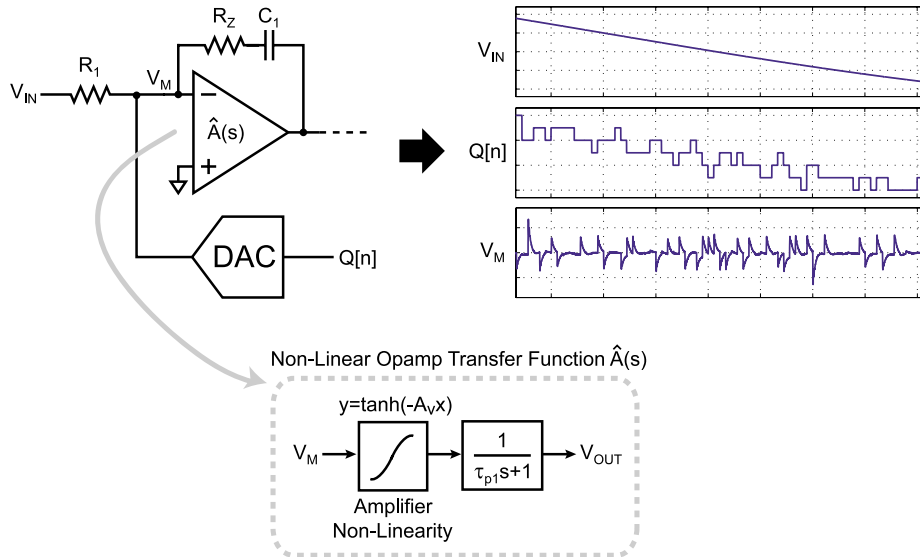 R_Z C_1
R_1
V_M
V_IN
−
Â(s)
+
DAC
Q[n]
V_IN
Q[n]
V_M
Non-Linear Opamp Transfer Function Â(s)
y=tanh(-A_vx)
V_M
1
τ_p1s+1
V_OUT
Amplifier
Non-Linearity